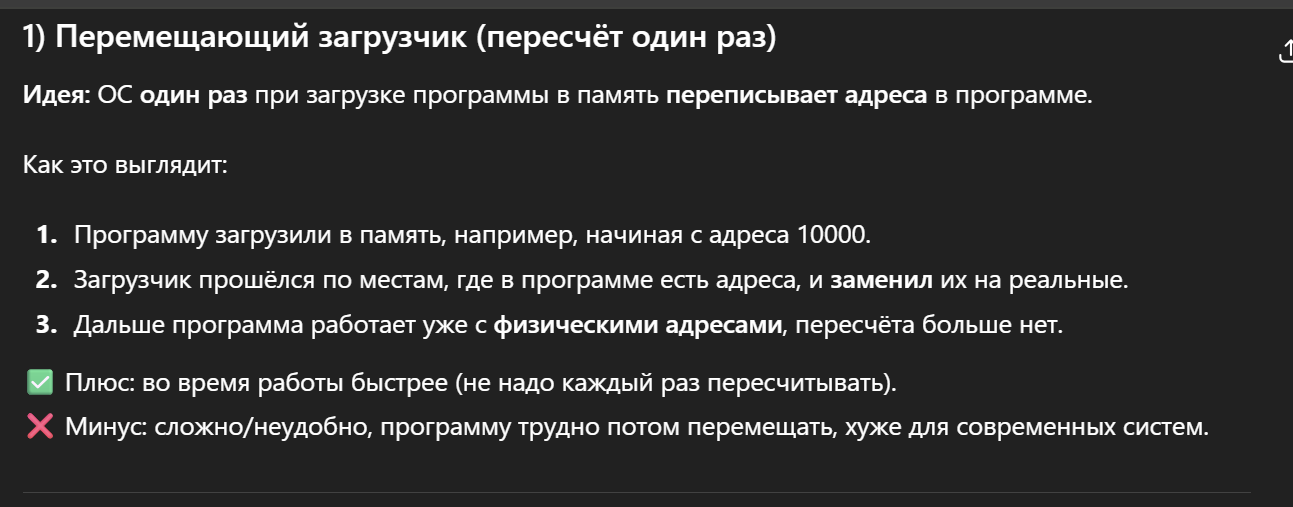 1) Перемещающий загрузчик (пересчёт один раз)
Идея: ОС один раз при загрузке программы в память переписывает адреса в программе.
Как это выглядит:
1. Программу загрузили в память, например, начиная с адреса 10000.
2. Загрузчик прошёлся по местам, где в программе есть адреса, и заменил их на реальные.
3. Дальше программа работает уже с физическими адресами, пересчёта больше нет.
✅ Плюс: во время работы быстрее (не надо каждый раз пересчитывать).
❌ Минус: сложно/неудобно, программу трудно потом перемещать, хуже для современных систем.